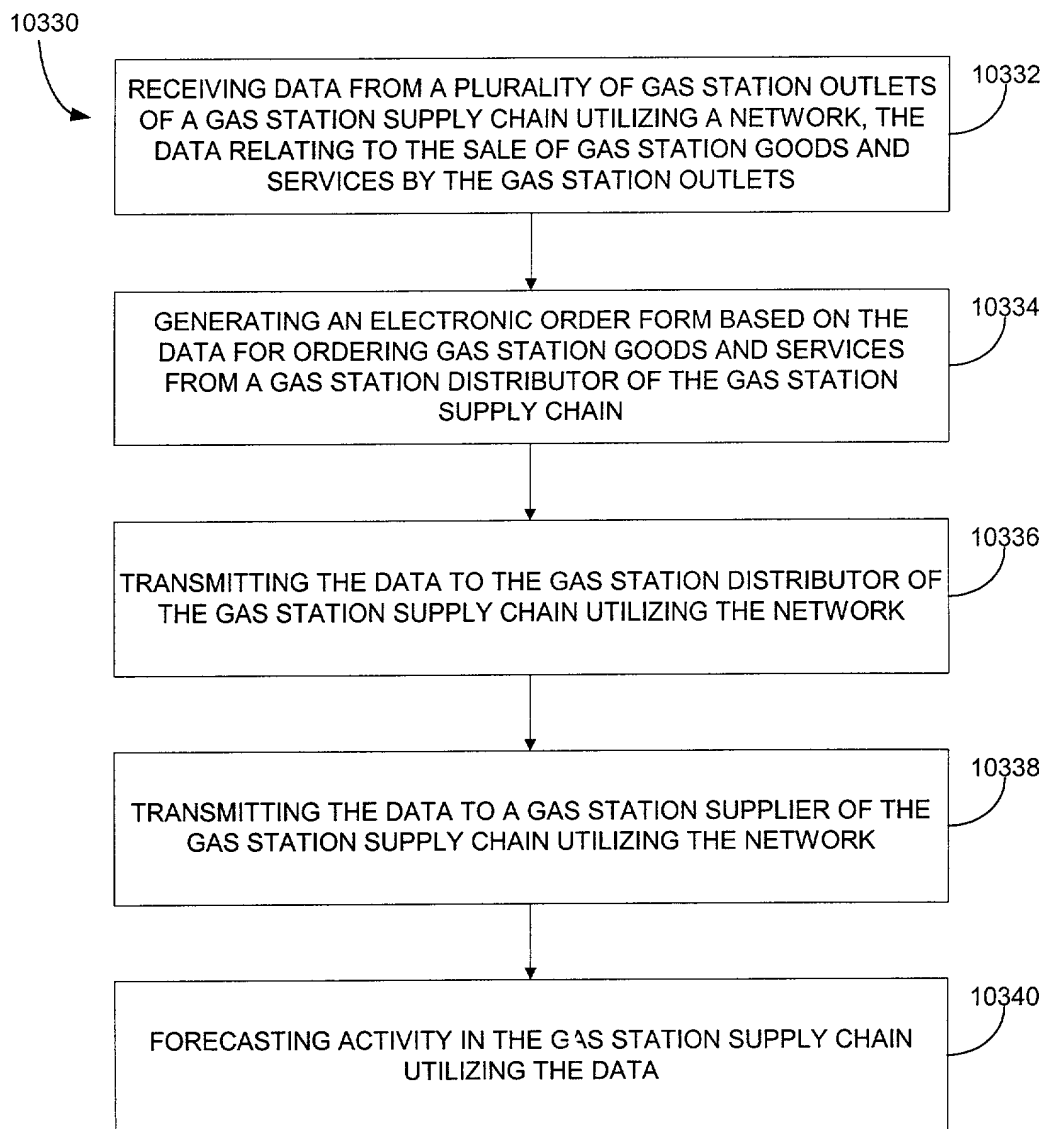 10330
10332
RECEIVING DATA FROM A PLURALITY OF GAS STATION OUTLETS
OF A GAS STATION SUPPLY CHAIN UTILIZING A NETWORK, THE
DATA RELATING TO THE SALE OF GAS STATION GOODS AND
SERVICES BY THE GAS STATION OUTLETS
10334
GENERATING AN ELECTRONIC ORDER FORM BASED ON THE
DATA FOR ORDERING GAS STATION GOODS AND SERVICES
FROM A GAS STATION DISTRIBUTOR OF THE GAS STATION
SUPPLY CHAIN
10336
TRANSMITTING THE DATA TO THE GAS STATION DISTRIBUTOR OF
THE GAS STATION SUPPLY CHAIN UTILIZING THE NETWORK
10338
TRANSMITTING THE DATA TO A GAS STATION SUPPLIER OF THE
GAS STATION SUPPLY CHAIN UTILIZING THE NETWORK
10340
FORECASTING ACTIVITY IN THE GAS STATION SUPPLY CHAIN
UTILIZING THE DATA